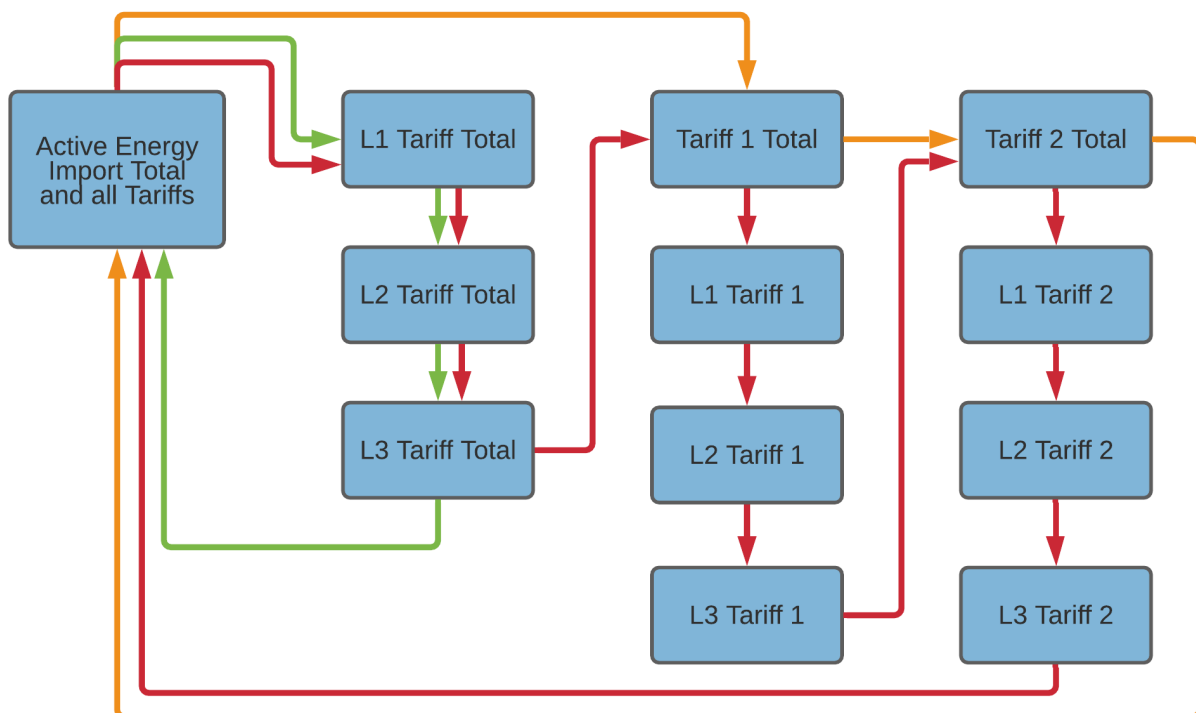 Active Energy
Import Total
and all Tariffs
L1 Tariff Total
L2 Tariff Total
L3 Tariff Total
Tariff 1 Total
L1 Tariff 1
L2 Tariff 1
L3 Tariff 1
Tariff 2 Total
L1 Tariff 2
L2 Tariff 2
L3 Tariff 2